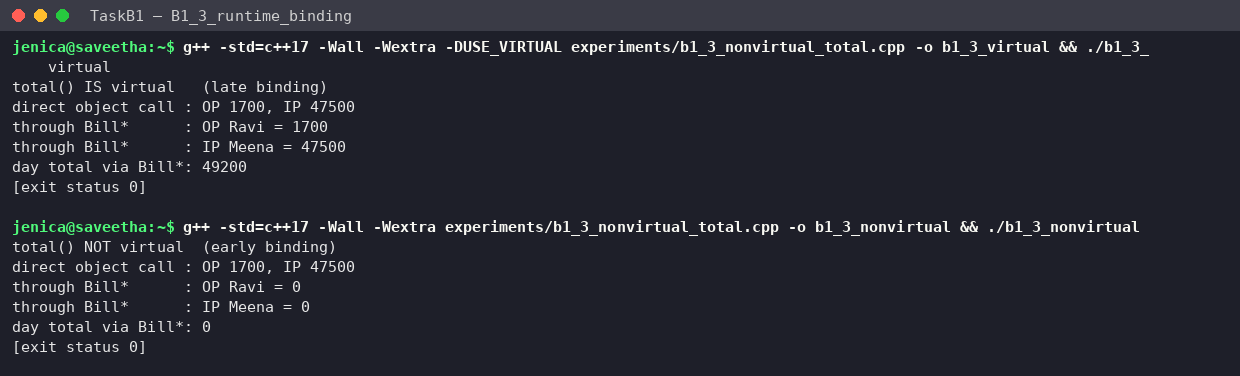 TaskB1 — B1_3_runtime_binding
jenica@saveetha:~$ g++ -std=c++17 -Wall -Wextra -DUSE_VIRTUAL experiments/b1_3_nonvirtual_total.cpp -o b1_3_virtual && ./b1_3_
    virtual
total() IS virtual   (late binding)
direct object call : OP 1700, IP 47500
through Bill*      : OP Ravi = 1700
through Bill*      : IP Meena = 47500
day total via Bill*: 49200
[exit status 0]
jenica@saveetha:~$ g++ -std=c++17 -Wall -Wextra experiments/b1_3_nonvirtual_total.cpp -o b1_3_nonvirtual && ./b1_3_nonvirtual
total() NOT virtual  (early binding)
direct object call : OP 1700, IP 47500
through Bill*      : OP Ravi = 0
through Bill*      : IP Meena = 0
day total via Bill*: 0
[exit status 0]